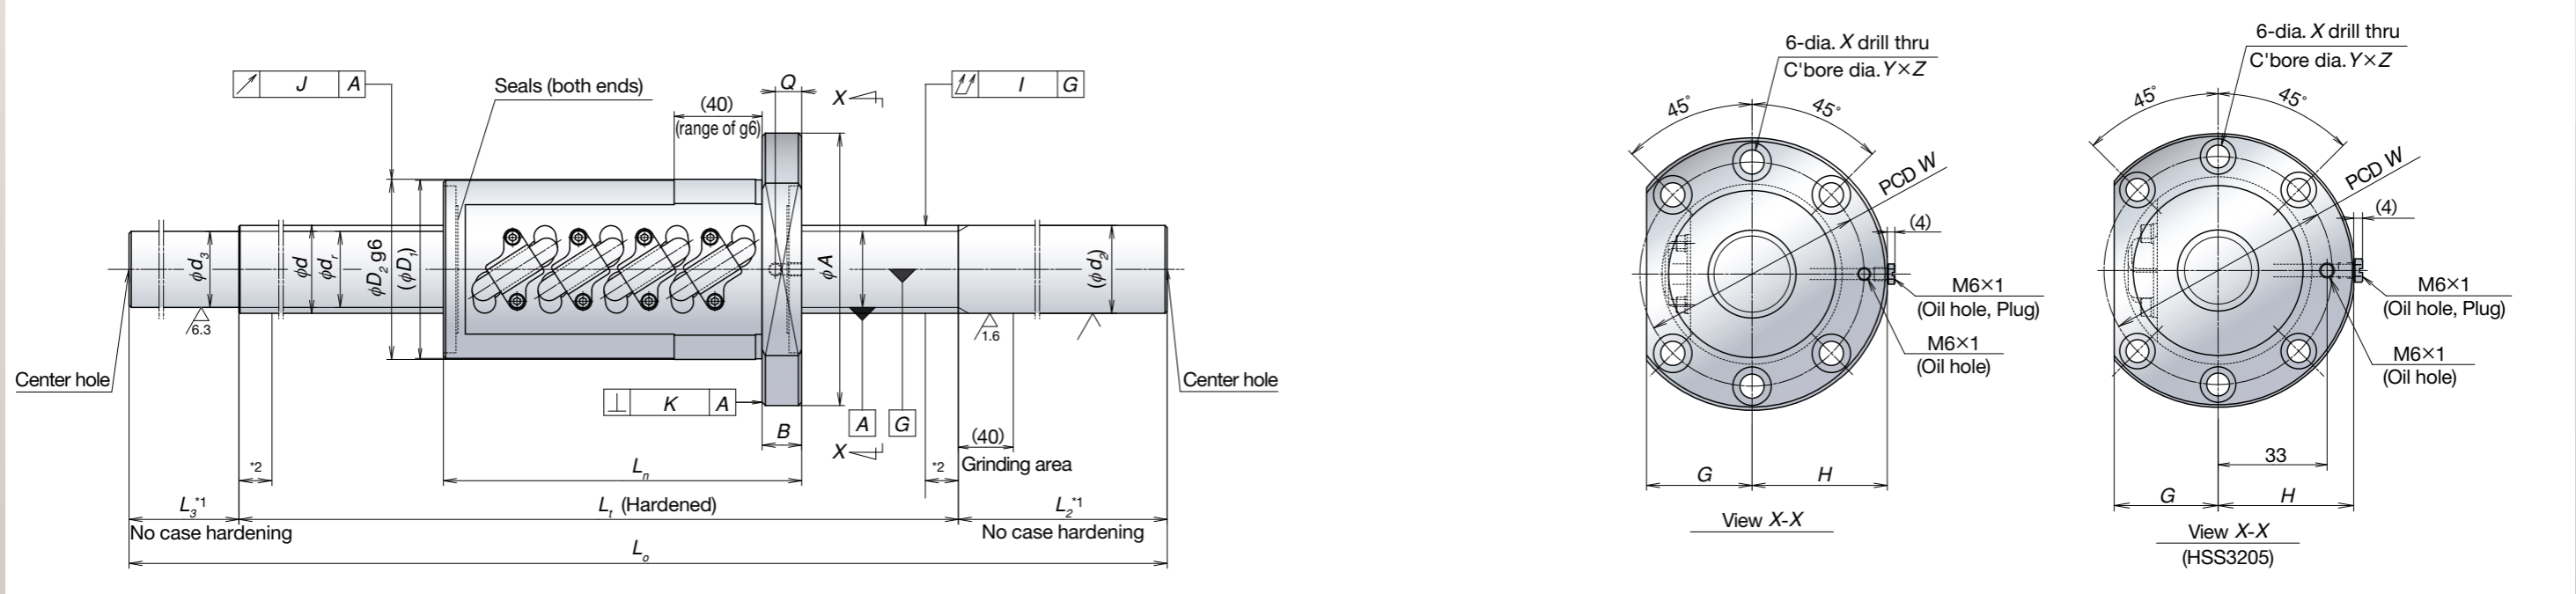 J A
Seals (both ends)
(40)
(range of g6)
Q
X
I G
φd₃
φd
φdᵣ
φD₂ g6
(φD₁)
φA
(φd₂)
6.3
1.6
Center hole
Center hole
K A
B
A
G
X
(40)
Grinding area
*2
Lₙ
*2
L₃*1
Lₜ (Hardened)
L₂*1
No case hardening
No case hardening
Lₒ
6-dia. X drill thru
C'bore dia. Y×Z
45°
45°
PCD W
(4)
M6×1
(Oil hole, Plug)
M6×1
(Oil hole)
G
H
View X-X
6-dia. X drill thru
C'bore dia. Y×Z
45°
45°
PCD W
(4)
M6×1
(Oil hole, Plug)
M6×1
(Oil hole)
33
G
H
View X-X
(HSS3205)